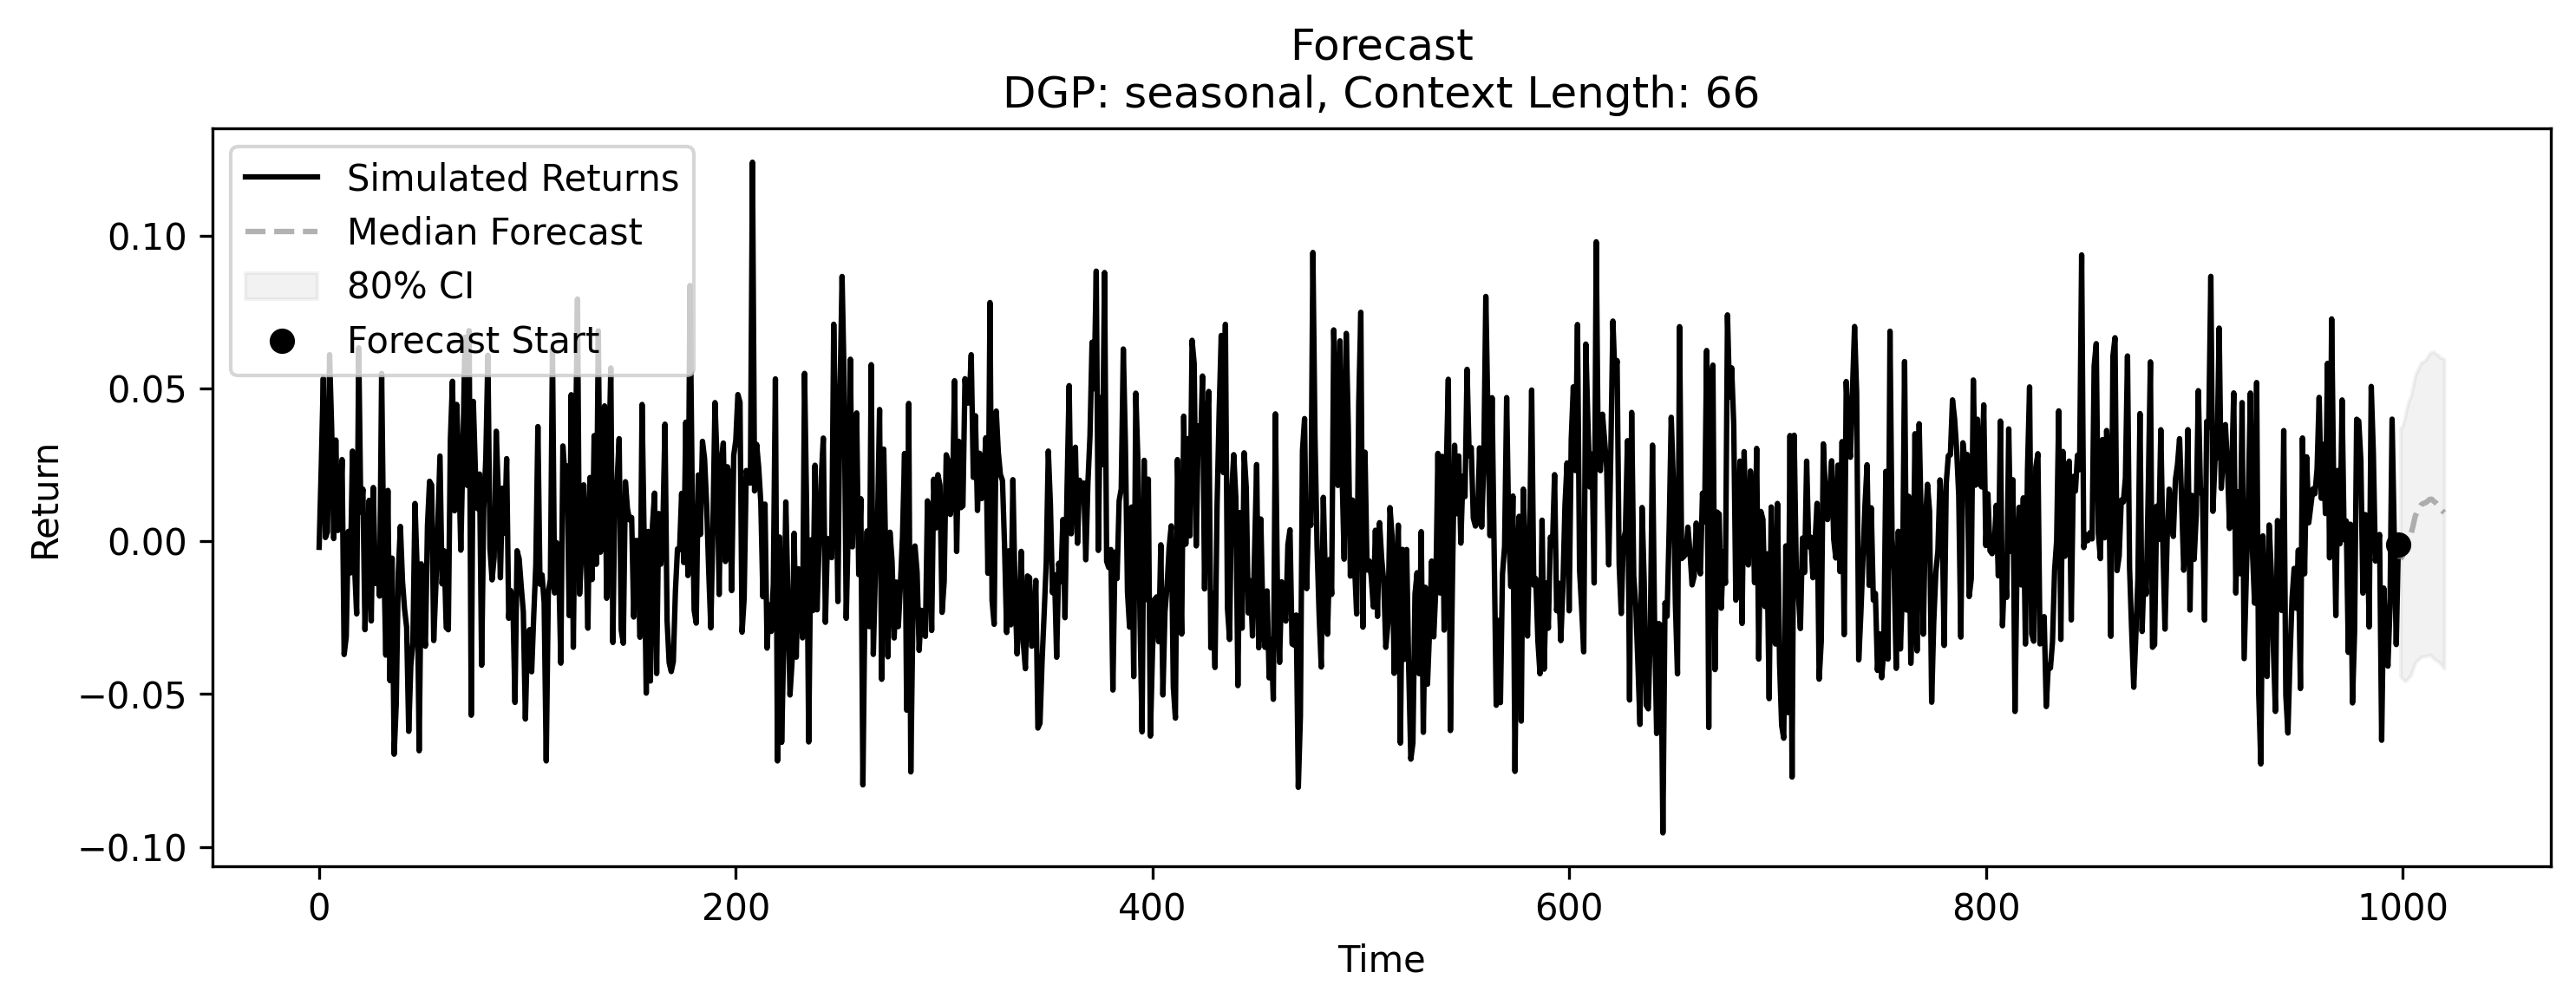 Forecast
DGP: seasonal, Context Length: 66
Simulated Returns
Median Forecast
80% CI
Forecast Start
Return
0.10
0.05
0.00
−0.05
−0.10
0
200
400
600
800
1000
Time